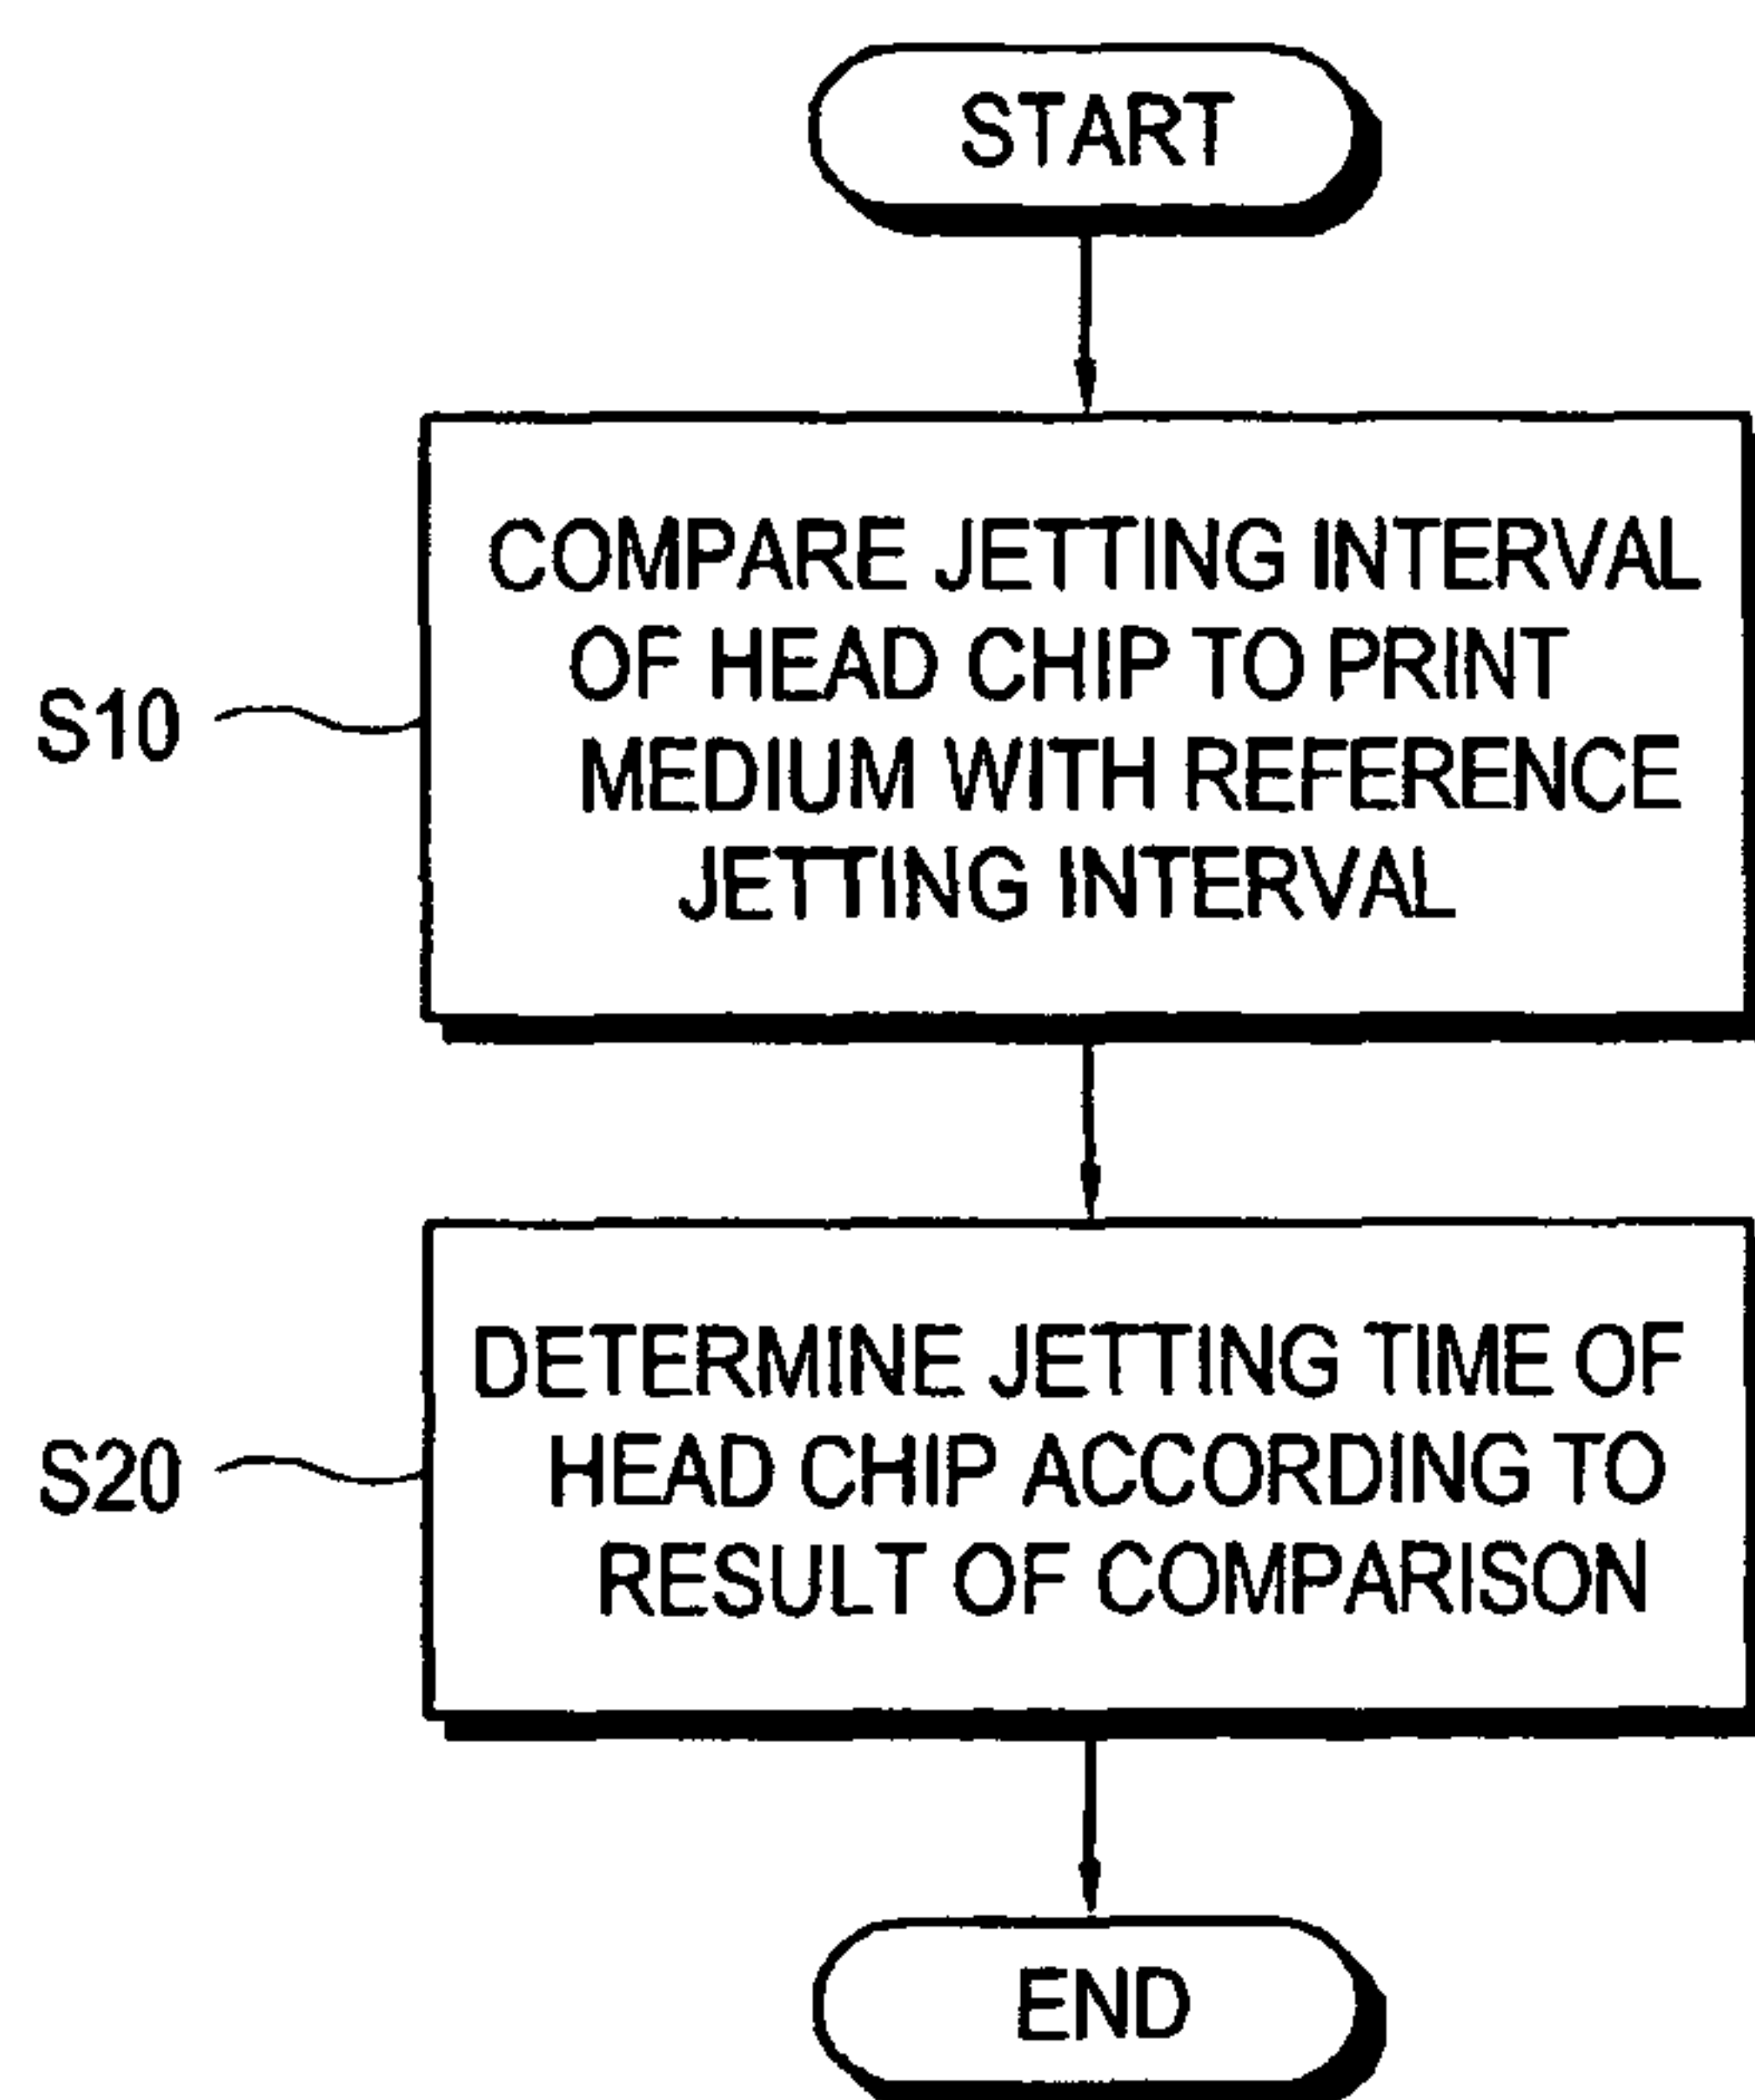 START
COMPARE JETTING INTERVAL
OF HEAD CHIP TO PRINT
MEDIUM WITH REFERENCE
JETTING INTERVAL
S10
DETERMINE JETTING TIME OF
HEAD CHIP ACCORDING TO
RESULT OF COMPARISON
S20
END